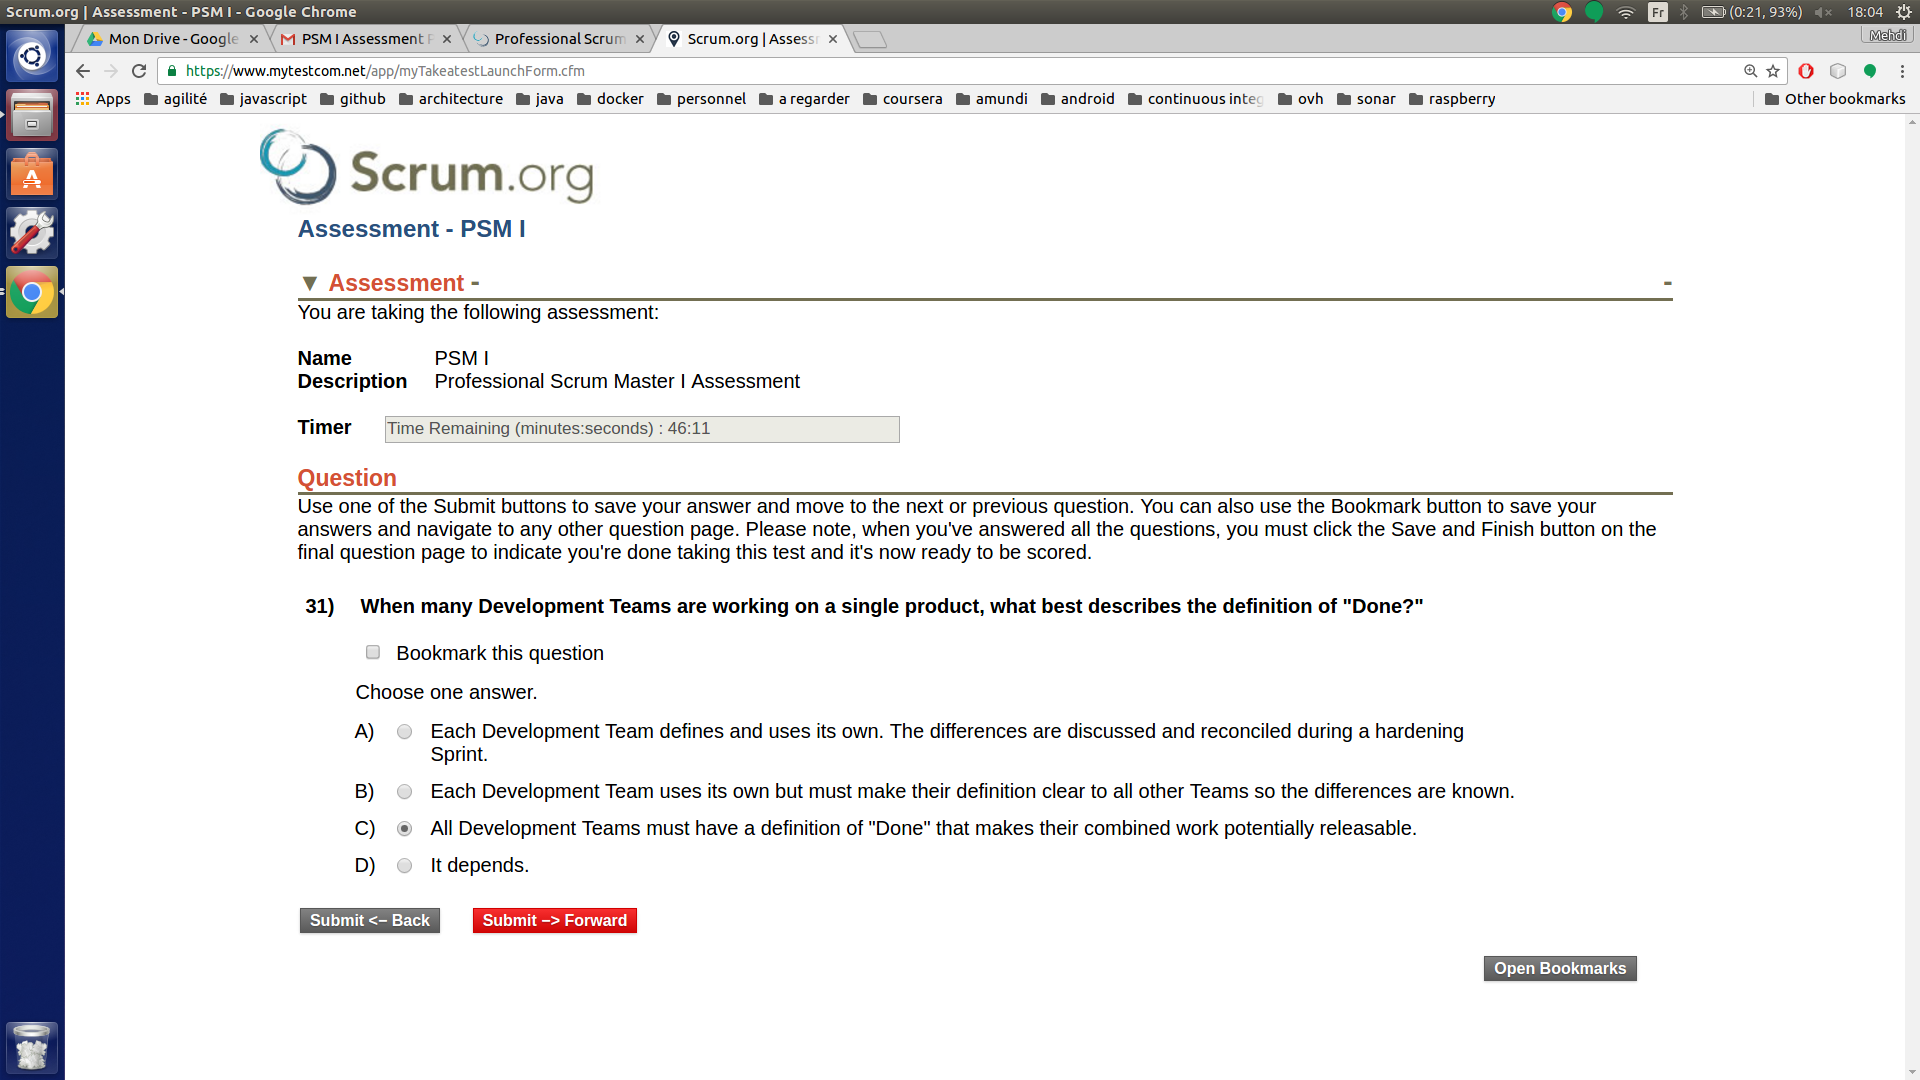 Scrum.org | Assessment - PSM I - Google Chrome
Fr
(0:21, 93%)
18:04
Mon Drive - Google
PSM I Assessment
Professional Scrum
Scrum.org | Assess
Mehdi
https://www.mytestcom.net/app/myTakeatestLaunchForm.cfm
Apps
agilité
javascript
github
architecture
java
docker
personnel
a regarder
coursera
amundi
android
continuous integ
ovh
sonar
raspberry
Other bookmarks
Scrum.org
Assessment - PSM I
▼ Assessment -
-
You are taking the following assessment:
Name PSM I
Description Professional Scrum Master I Assessment
Timer Time Remaining (minutes:seconds) : 46:11
Question
Use one of the Submit buttons to save your answer and move to the next or previous question. You can also use the Bookmark button to save your
answers and navigate to any other question page. Please note, when you've answered all the questions, you must click the Save and Finish button on the
final question page to indicate you're done taking this test and it's now ready to be scored.
31) When many Development Teams are working on a single product, what best describes the definition of "Done?"
Bookmark this question
Choose one answer.
A) Each Development Team defines and uses its own. The differences are discussed and reconciled during a hardening
Sprint.
B) Each Development Team uses its own but must make their definition clear to all other Teams so the differences are known.
C) All Development Teams must have a definition of "Done" that makes their combined work potentially releasable.
D) It depends.
Submit <– Back
Submit –> Forward
Open Bookmarks